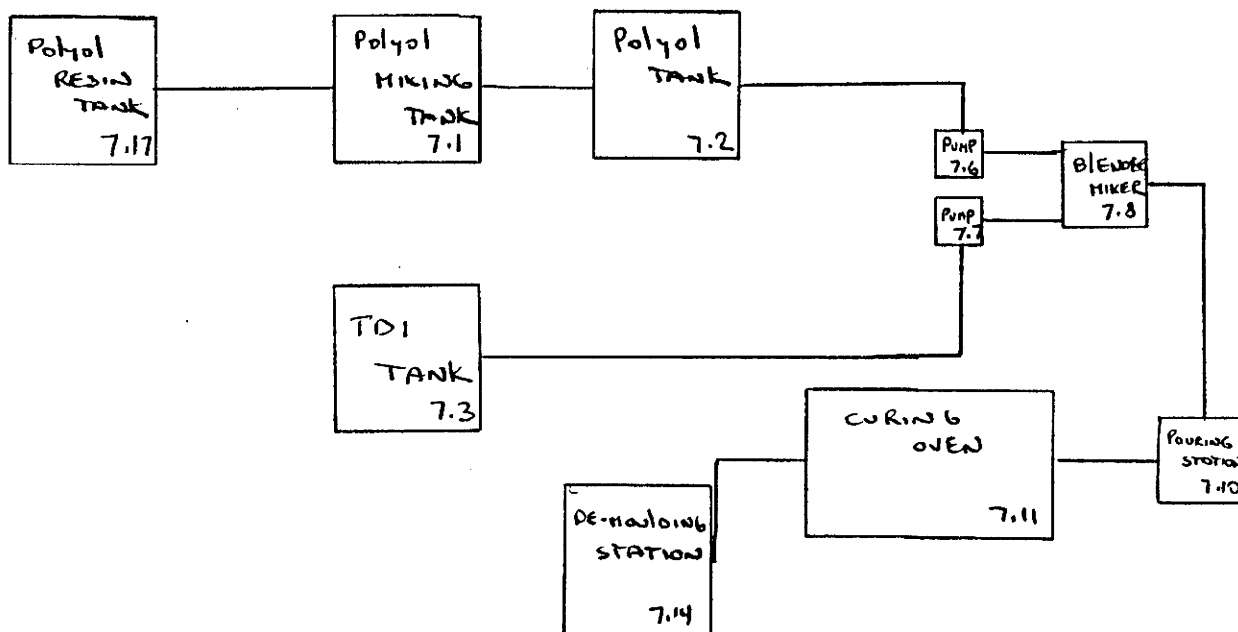 Polyol
RESIN
TANK
7.17
Polyol
MIXING
TANK
7.1
Polyol
TANK
7.2
PUMP
7.6
BlENDER
MIXER
7.8
PUMP
7.7
TDI
TANK
7.3
CURING
OVEN
7.11
POURING
STATION
7.10
DE-MOULDING
STATION
7.14